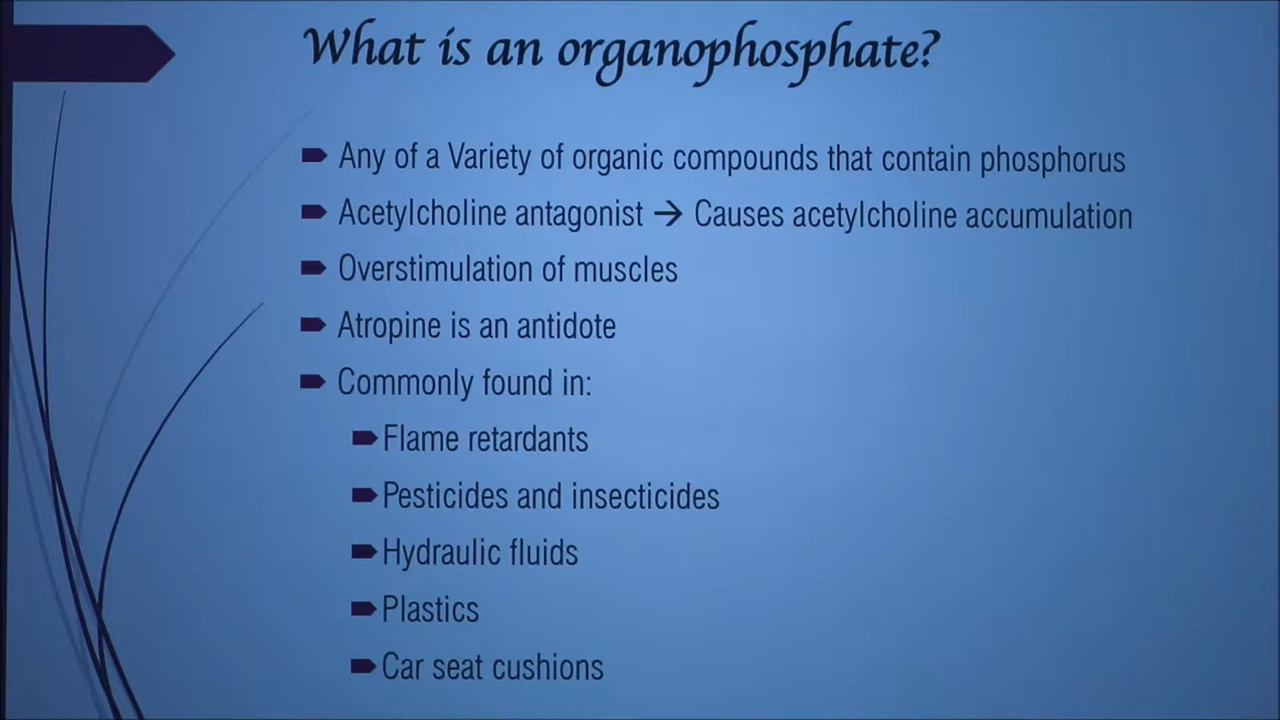 What is an organophosphate?
Any of a Variety of organic compounds that contain phosphorus
Acetylcholine antagonist → Causes acetylcholine accumulation
Overstimulation of muscles
Atropine is an antidote
Commonly found in:
Flame retardants
Pesticides and insecticides
Hydraulic fluids
Plastics
Car seat cushions